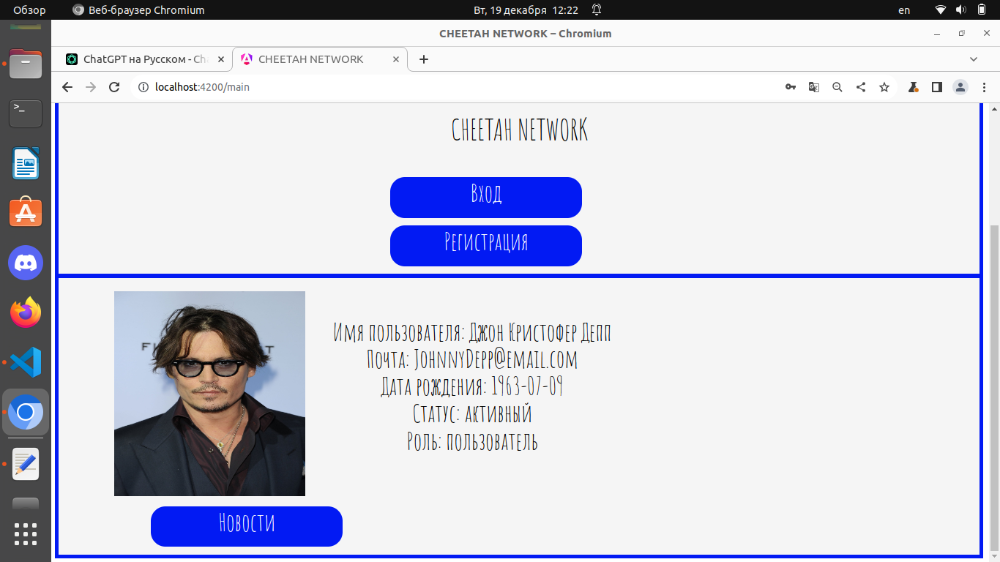 Обзор
Веб-браузер Chromium
Вт, 19 декабря 12:22
en
CHEETAH NETWORK – Chromium
ChatGPT на Русском - Ch
CHEETAH NETWORK
localhost:4200/main
CHEETAH NETWORK
Вход
Регистрация
Имя пользователя: Джон Кристофер Депп
Почта: JohnnyDepp@email.com
Дата рождения: 1963-07-09
Статус: активный
Роль: пользователь
Новости